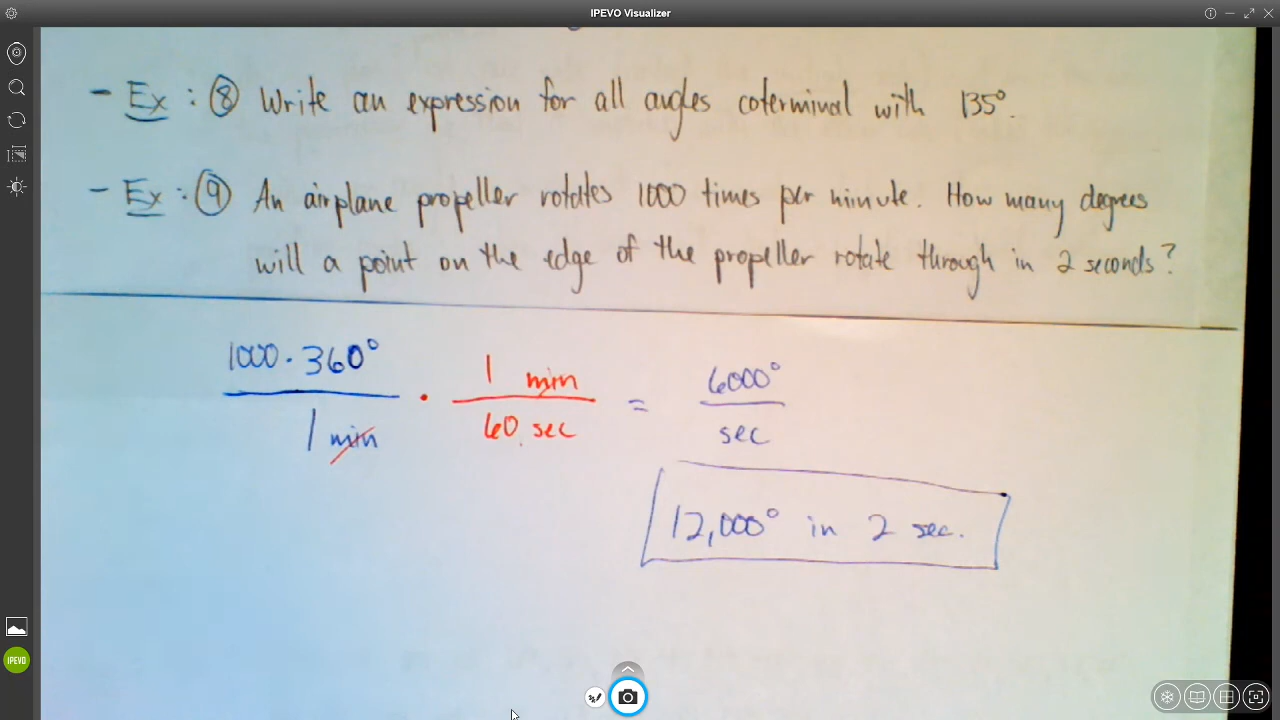 IPEVO Visualizer
- Ex : ⑧ Write an expression for all angles coterminal with 135°.
- Ex : ⑨ An airplane propeller rotates 1000 times per minute. How many degrees
will a point on the edge of the propeller rotate through in 2 seconds?
1000 · 360° / 1 min · 1 min / 60 sec = 6000° / sec
12,000° in 2 sec.
IPEVO